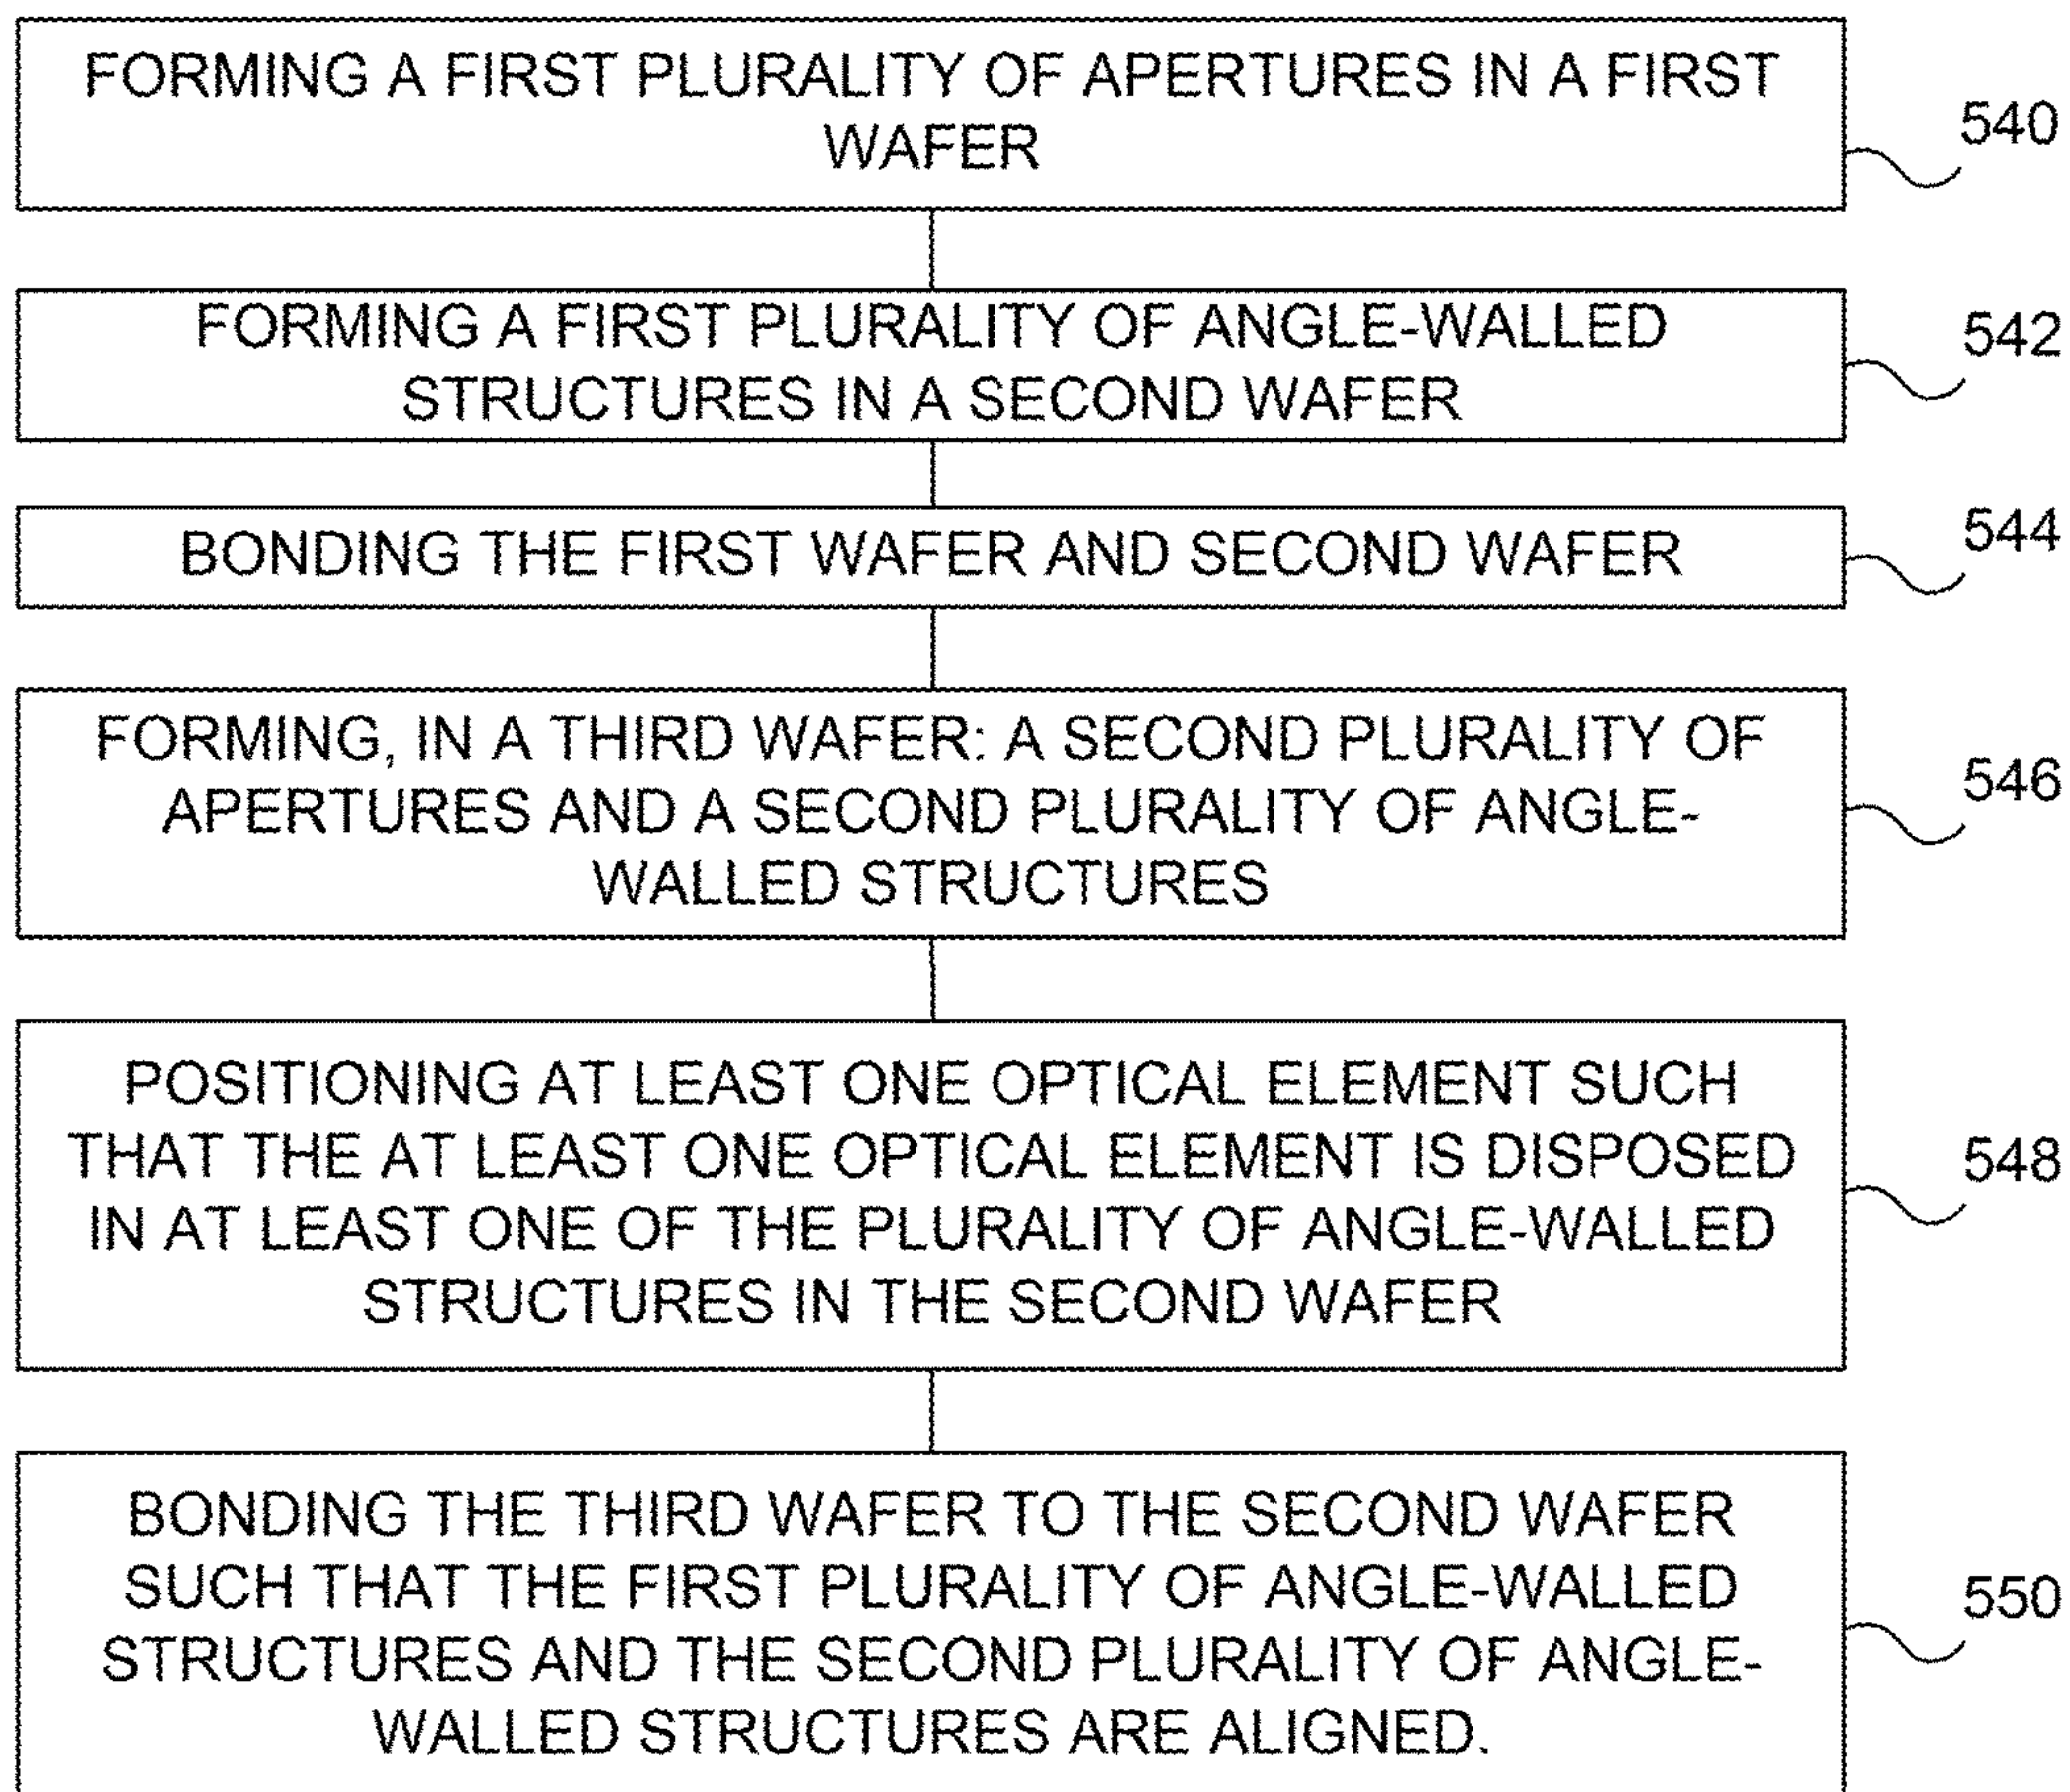 FORMING A FIRST PLURALITY OF APERTURES IN A FIRST
WAFER
540
FORMING A FIRST PLURALITY OF ANGLE-WALLED
STRUCTURES IN A SECOND WAFER
542
BONDING THE FIRST WAFER AND SECOND WAFER
544
FORMING, IN A THIRD WAFER: A SECOND PLURALITY OF
APERTURES AND A SECOND PLURALITY OF ANGLE-
WALLED STRUCTURES
546
POSITIONING AT LEAST ONE OPTICAL ELEMENT SUCH
THAT THE AT LEAST ONE OPTICAL ELEMENT IS DISPOSED
IN AT LEAST ONE OF THE PLURALITY OF ANGLE-WALLED
STRUCTURES IN THE SECOND WAFER
548
BONDING THE THIRD WAFER TO THE SECOND WAFER
SUCH THAT THE FIRST PLURALITY OF ANGLE-WALLED
STRUCTURES AND THE SECOND PLURALITY OF ANGLE-
WALLED STRUCTURES ARE ALIGNED.
550